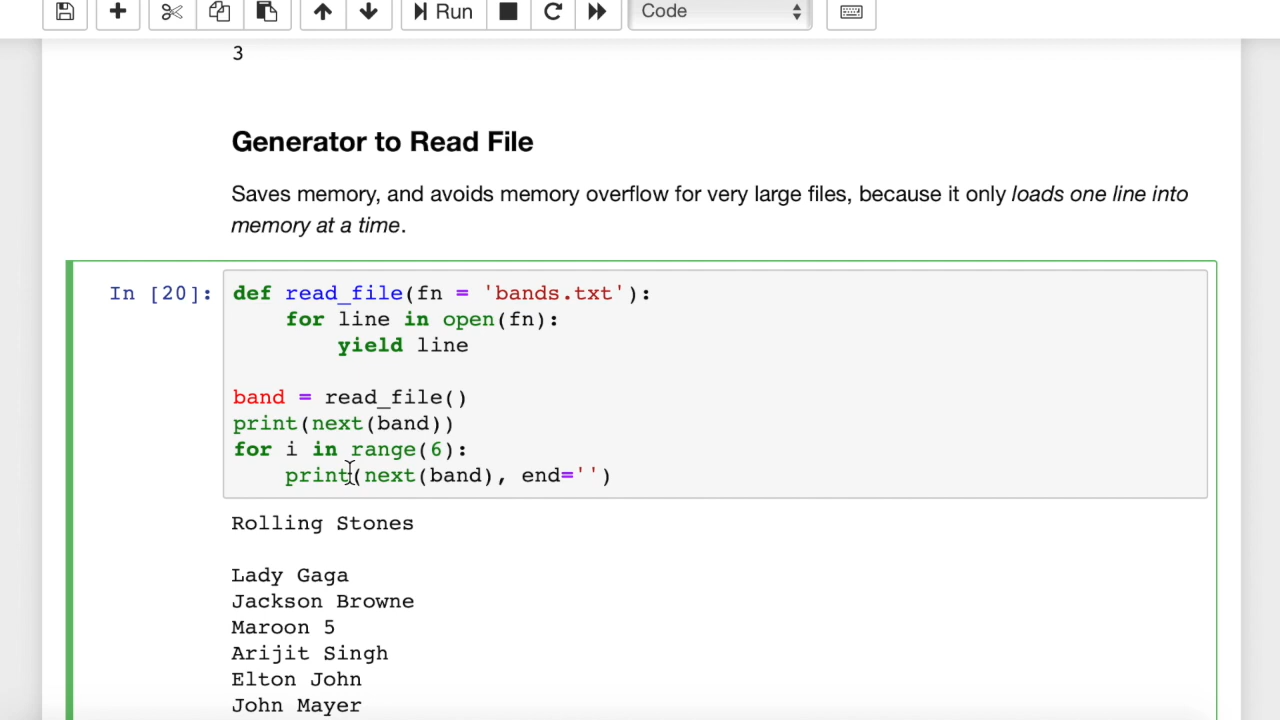 Run
Code
3
Generator to Read File
Saves memory, and avoids memory overflow for very large files, because it only loads one line into
memory at a time.
In [20]:
def read_file(fn = 'bands.txt'):
    for line in open(fn):
        yield line
band = read_file()
print(next(band))
for i in range(6):
    print(next(band), end='')
Rolling Stones
Lady Gaga
Jackson Browne
Maroon 5
Arijit Singh
Elton John
John Mayer